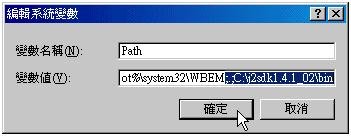 編輯系統變數
變數名稱(N):
Path
變數值(V):
ot%\system32\WBEM;.;C:\j2sdk1.4.1_02\bin
確定
取消